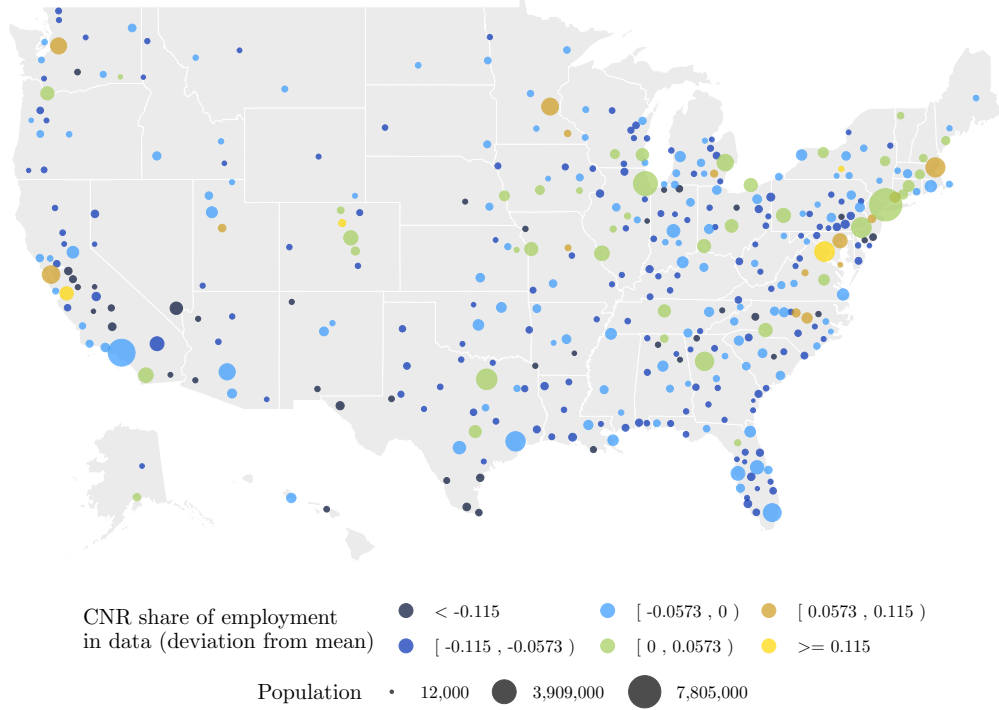 CNR share of employment
in data (deviation from mean)
< -0.115
[ -0.0573 , 0 )
[ 0.0573 , 0.115 )
[ -0.115 , -0.0573 )
[ 0 , 0.0573 )
>= 0.115
Population
12,000
3,909,000
7,805,000